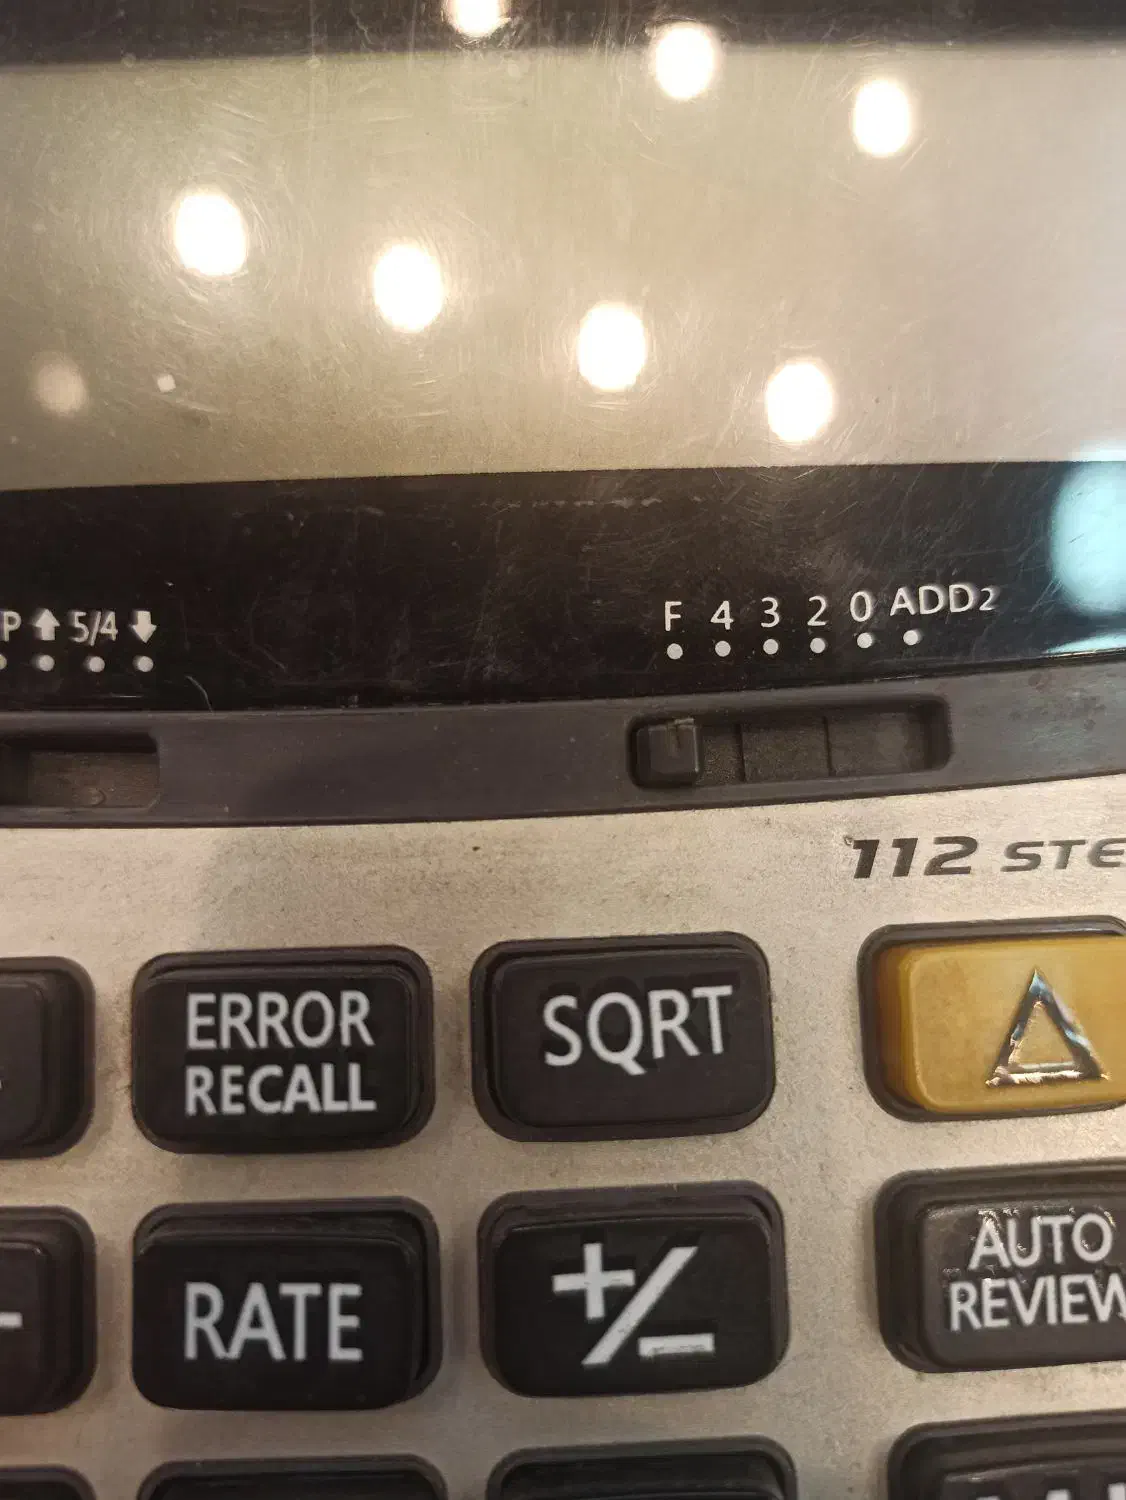 P ⬆ 5/4 ⬇
F 4 3 2 0 ADD2
112 STE
ERROR
RECALL
SQRT
△
AUTO
REVIEW
RATE
+/−